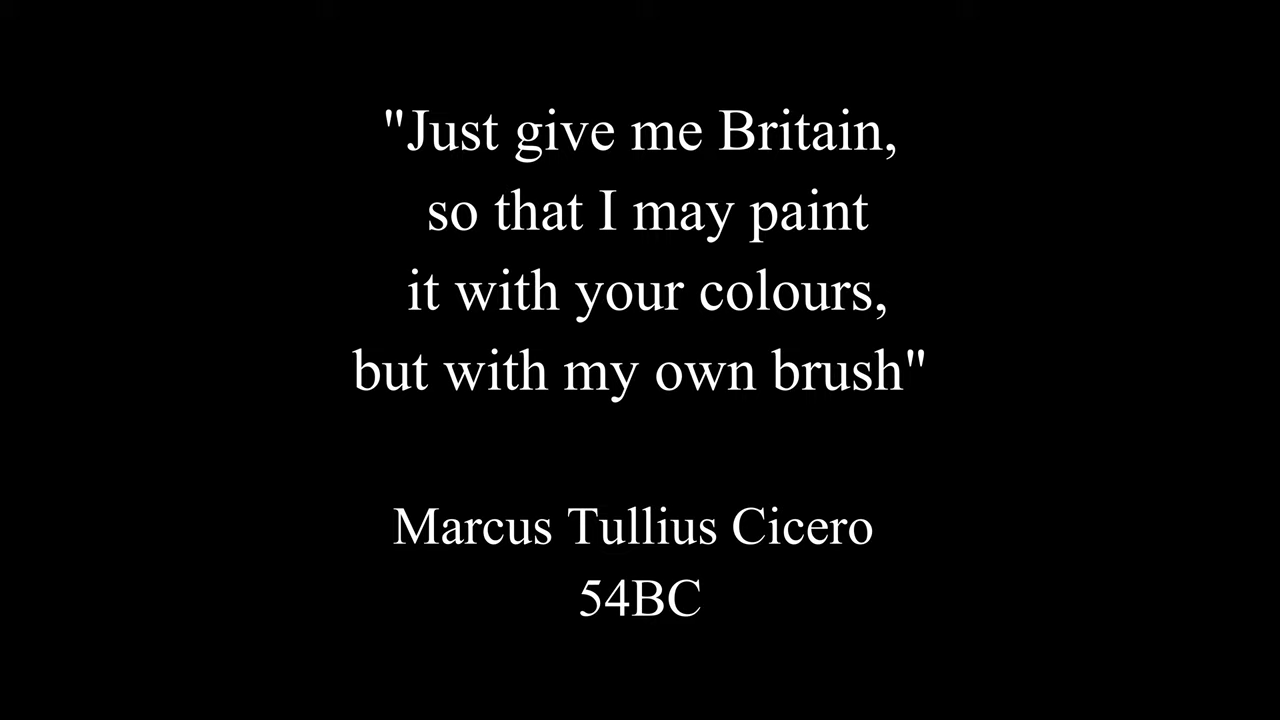 "Just give me Britain,
so that I may paint
it with your colours,
but with my own brush"
Marcus Tullius Cicero
54BC